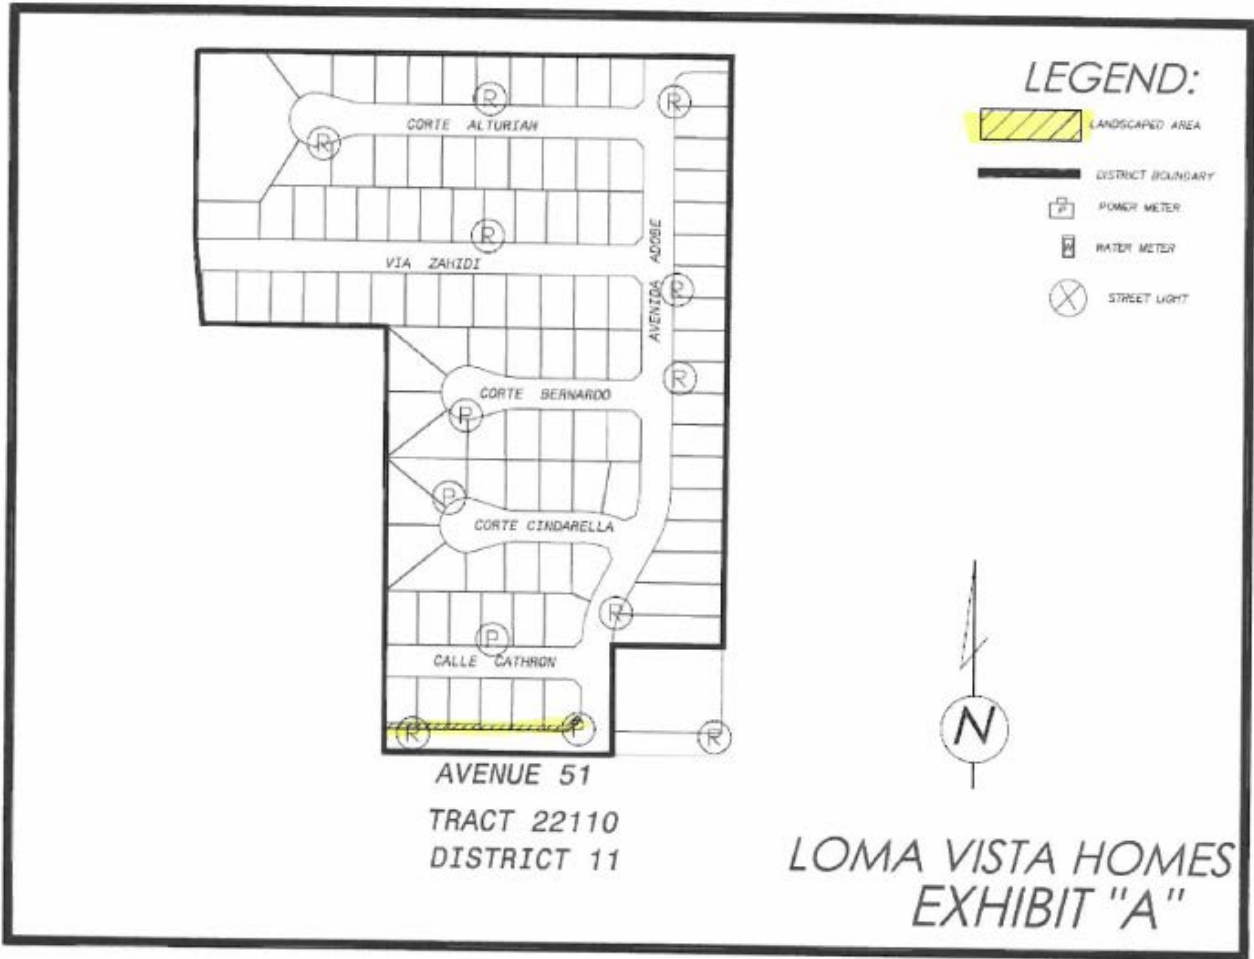 LEGEND:
LANDSCAPED AREA
DISTRICT BOUNDARY
P POWER METER
W WATER METER
STREET LIGHT
R
R
CORTE ALTURIAN
R
R
VIA ZAHIDI
AVENIDA ADOBE
R
R
CORTE BERNARDO
P
P
CORTE CINDARELLA
R
P
CALLE CATHRON
R
R
N
AVENUE 51
TRACT 22110
DISTRICT 11
LOMA VISTA HOMES
EXHIBIT "A"